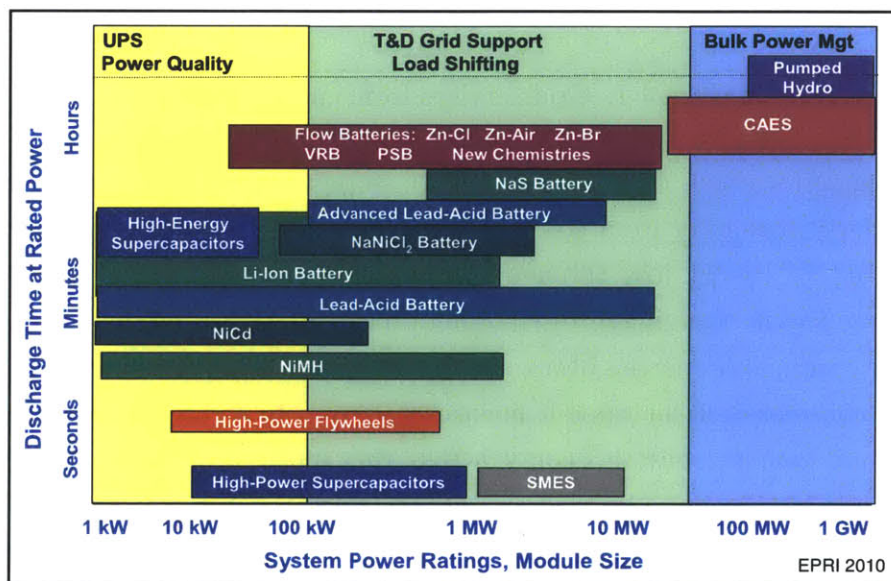 UPS
Power Quality
T&D Grid Support
Load Shifting
Bulk Power Mgt
Pumped
Hydro
CAES
Flow Batteries: Zn-Cl Zn-Air Zn-Br
VRB PSB New Chemistries
NaS Battery
Advanced Lead-Acid Battery
High-Energy
Supercapacitors
NaNiCl₂ Battery
Li-Ion Battery
Lead-Acid Battery
NiCd
NiMH
High-Power Flywheels
High-Power Supercapacitors
SMES
Discharge Time at Rated Power
Hours
Minutes
Seconds
1 kW 10 kW 100 kW 1 MW 10 MW 100 MW 1 GW
System Power Ratings, Module Size
EPRI 2010